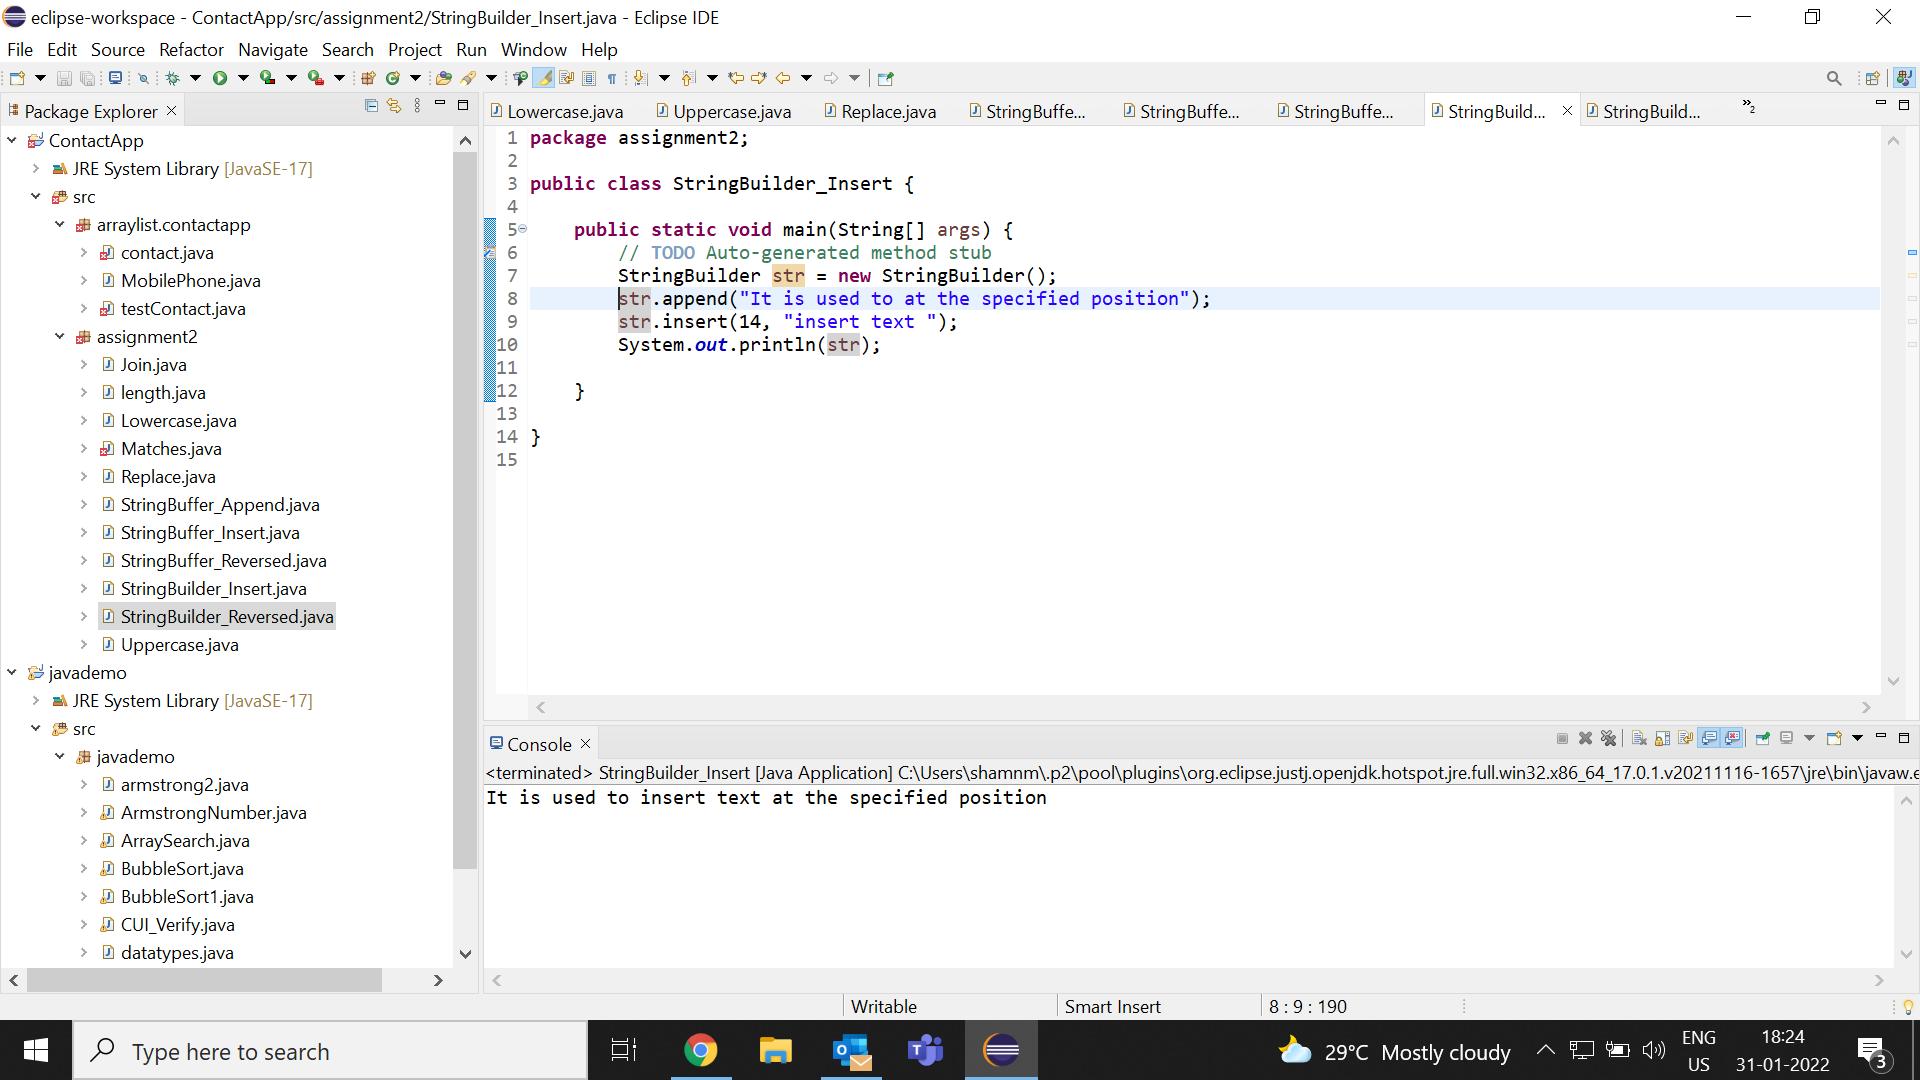 eclipse-workspace - ContactApp/src/assignment2/StringBuilder_Insert.java - Eclipse IDE
File Edit Source Refactor Navigate Search Project Run Window Help
Package Explorer
ContactApp
JRE System Library [JavaSE-17]
src
arraylist.contactapp
contact.java
MobilePhone.java
testContact.java
assignment2
Join.java
length.java
Lowercase.java
Matches.java
Replace.java
StringBuffer_Append.java
StringBuffer_Insert.java
StringBuffer_Reversed.java
StringBuilder_Insert.java
StringBuilder_Reversed.java
Uppercase.java
javademo
JRE System Library [JavaSE-17]
src
javademo
armstrong2.java
ArmstrongNumber.java
ArraySearch.java
BubbleSort.java
BubbleSort1.java
CUI_Verify.java
datatypes.java
Lowercase.java Uppercase.java Replace.java StringBuffe... StringBuffe... StringBuffe... StringBuild... StringBuild... »2
1 package assignment2;
2
3 public class StringBuilder_Insert {
4
5 public static void main(String[] args) {
6 // TODO Auto-generated method stub
7 StringBuilder str = new StringBuilder();
8 str.append("It is used to at the specified position");
9 str.insert(14, "insert text ");
10 System.out.println(str);
11
12 }
13
14 }
15
Console
<terminated> StringBuilder_Insert [Java Application] C:\Users\shamnm\.p2\pool\plugins\org.eclipse.justj.openjdk.hotspot.jre.full.win32.x86_64_17.0.1.v20211116-1657\jre\bin\javaw.e
It is used to insert text at the specified position
Writable Smart Insert 8 : 9 : 190
Type here to search
29°C Mostly cloudy
ENG
US
18:24
31-01-2022
3